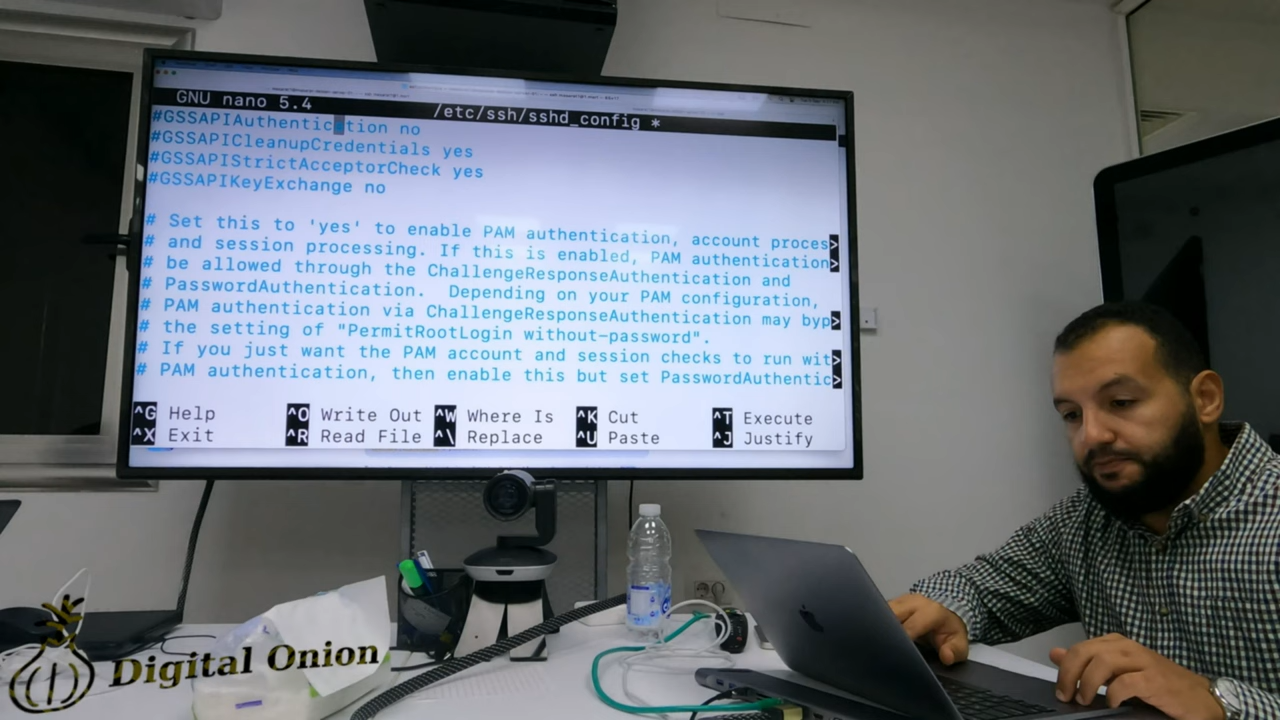 GNU nano 5.4
/etc/ssh/sshd_config *
#GSSAPIAuthentication no
#GSSAPICleanupCredentials yes
#GSSAPIStrictAcceptorCheck yes
#GSSAPIKeyExchange no
# Set this to 'yes' to enable PAM authentication, account proces>
# and session processing. If this is enabled, PAM authentication>
# be allowed through the ChallengeResponseAuthentication and
# PasswordAuthentication.  Depending on your PAM configuration,
# PAM authentication via ChallengeResponseAuthentication may byp>
# the setting of "PermitRootLogin without-password".
# If you just want the PAM account and session checks to run wit>
# PAM authentication, then enable this but set PasswordAuthentic>
^G Help ^O Write Out ^W Where Is ^K Cut ^T Execute
^X Exit ^R Read File ^\ Replace ^U Paste ^J Justify
Digital Onion